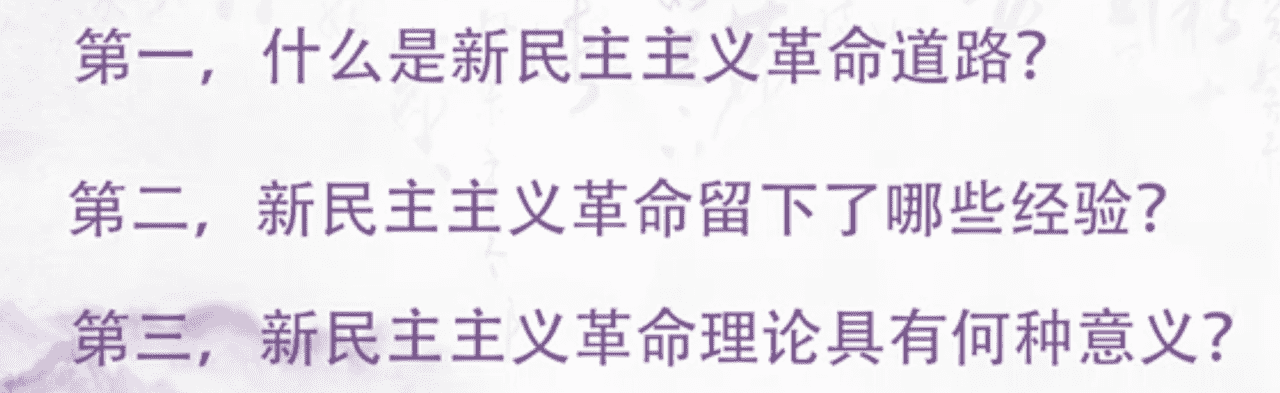 第一，什么是新民主主义革命道路？
第二，新民主主义革命留下了哪些经验？
第三，新民主主义革命理论具有何种意义？